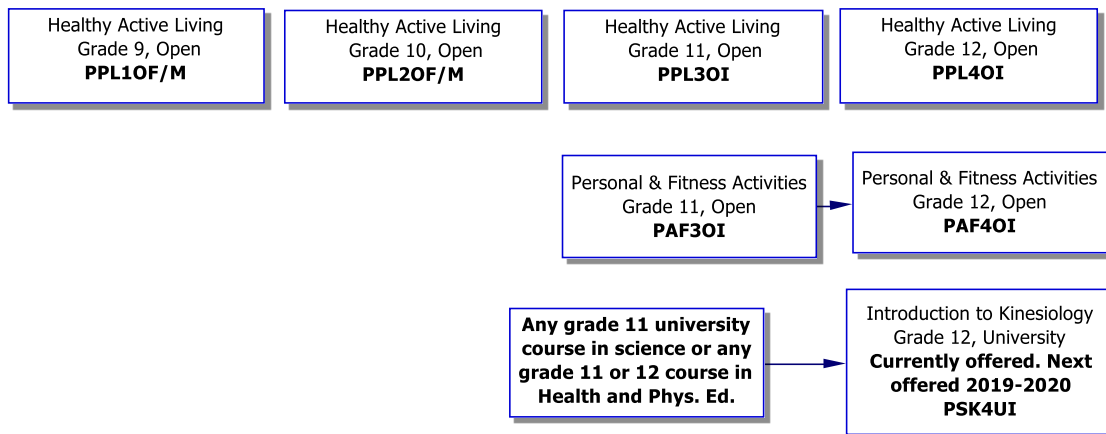 Healthy Active Living
Grade 9, Open
PPL1OF/M
Healthy Active Living
Grade 10, Open
PPL2OF/M
Healthy Active Living
Grade 11, Open
PPL3OI
Healthy Active Living
Grade 12, Open
PPL4OI
Personal & Fitness Activities
Grade 11, Open
PAF3OI
Personal & Fitness Activities
Grade 12, Open
PAF4OI
Any grade 11 university
course in science or any
grade 11 or 12 course in
Health and Phys. Ed.
Introduction to Kinesiology
Grade 12, University
Currently offered. Next
offered 2019-2020
PSK4UI